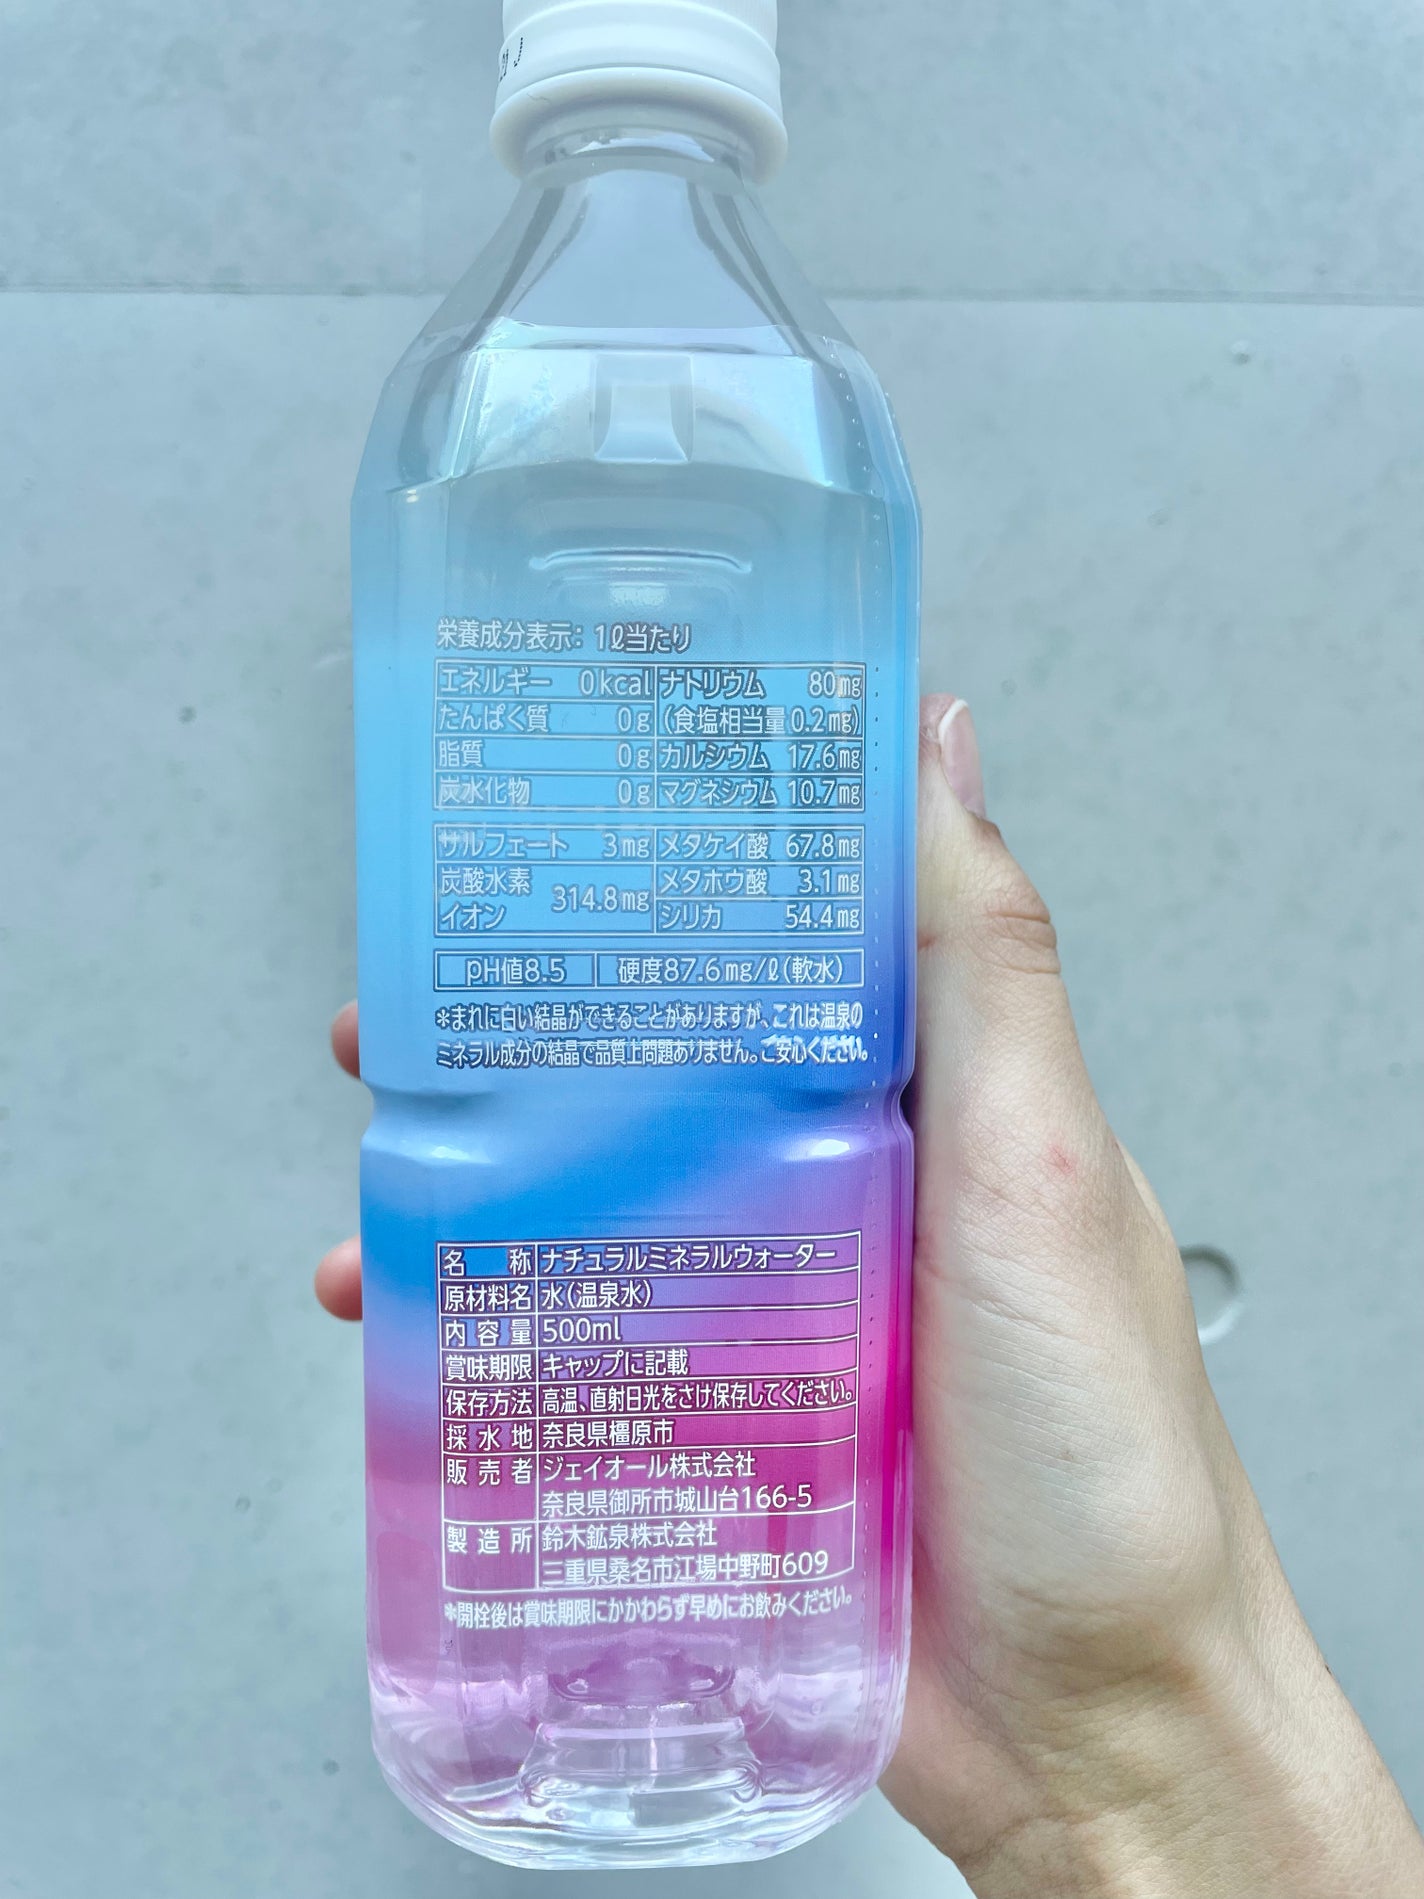 栄養成分表示：1ℓ当たり
エネルギー 0kcal ナトリウム 80mg
たんぱく質 0g (食塩相当量0.2mg)
脂質 0g カルシウム 17.6mg
炭水化物 0g マグネシウム 10.7mg
サルフェート 3mg メタケイ酸 67.8mg
炭酸水素イオン 314.8mg メタホウ酸 3.1mg
シリカ 54.4mg
pH値8.5 硬度87.6mg/ℓ(軟水)
*まれに白い結晶ができることがありますが、これは温泉の
ミネラル成分の結晶で品質上問題ありません。ご安心ください。
名称 ナチュラルミネラルウォーター
原材料名 水(温泉水)
内容量 500ml
賞味期限 キャップに記載
保存方法 高温、直射日光をさけ保存してください。
採水地 奈良県橿原市
販売者 ジェイオール株式会社
奈良県御所市城山台166-5
製造所 鈴木鉱泉株式会社
三重県桑名市江場中野町609
*開栓後は賞味期限にかかわらず早めにお飲みください。